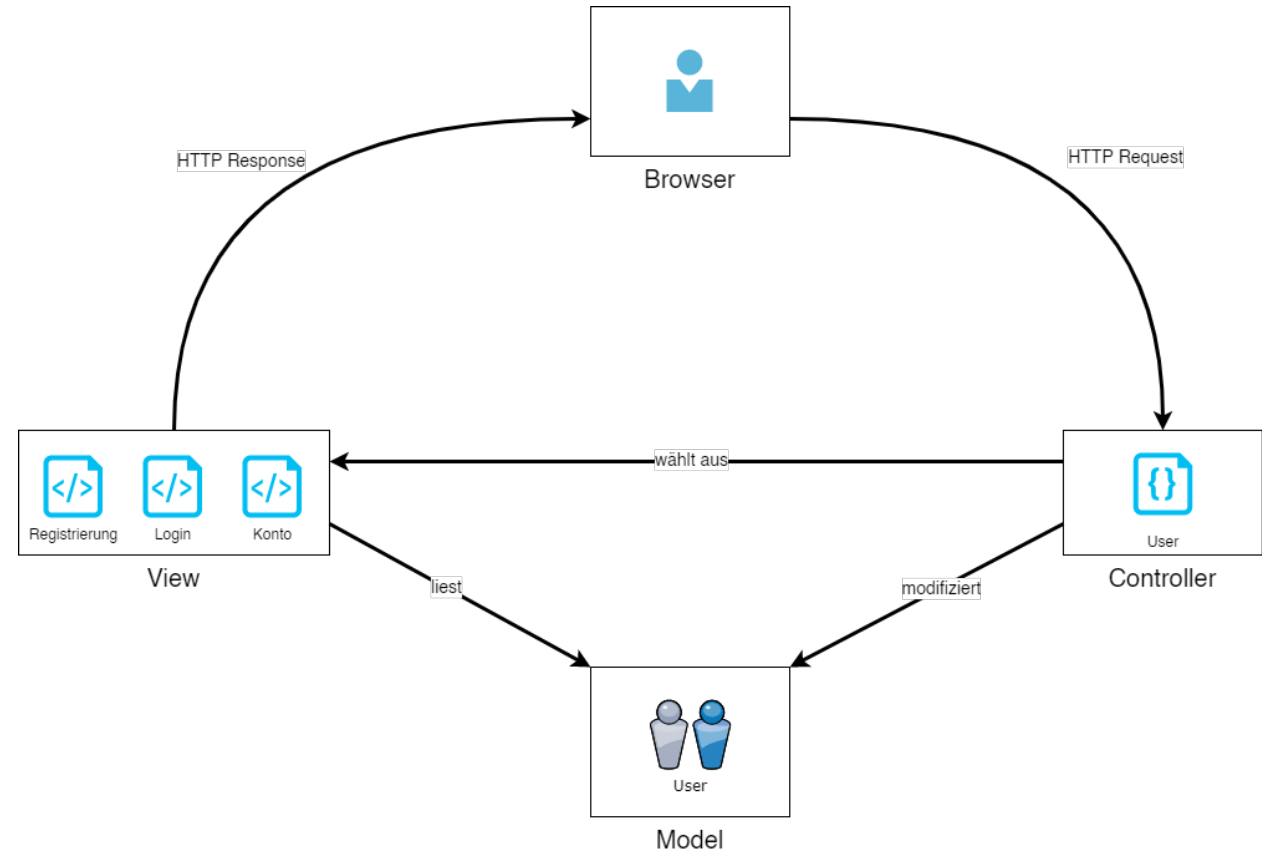 Browser
HTTP Response
HTTP Request
wählt aus
Registrierung
Login
Konto
User
View
Controller
liest
modifiziert
User
Model